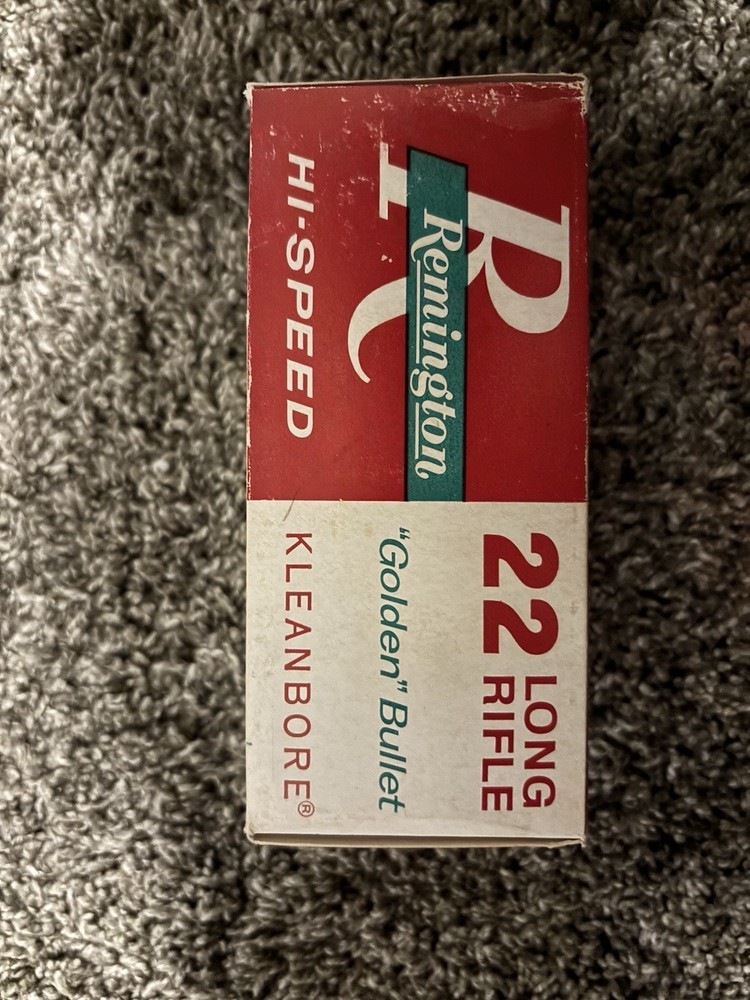 R
Remington
HI-SPEED
22 LONG
RIFLE
"Golden" Bullet
KLEANBORE®